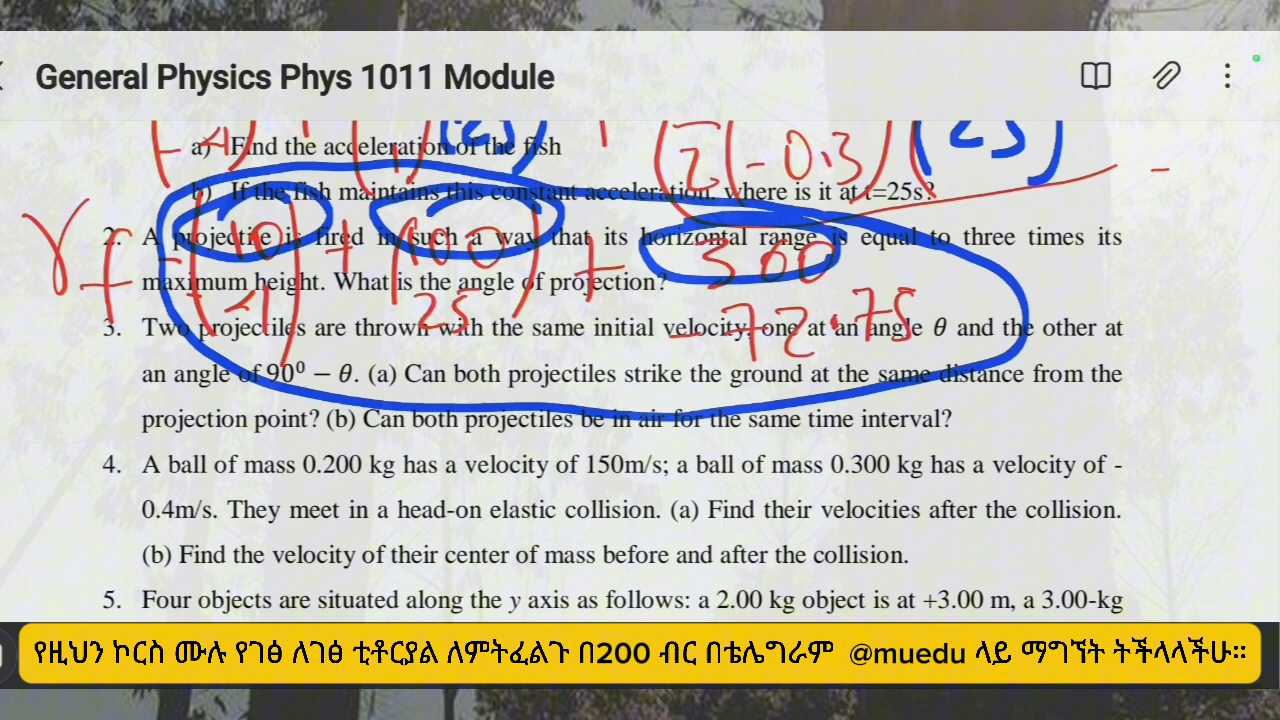 General Physics Phys 1011 Module
a) Find the acceleration of the fish
b) If the fish maintains this constant acceleration, where is it at t=25s?
2. A projectile is fired in such a way that its horizontal range is equal to three times its
maximum height. What is the angle of projection?
3. Two projectiles are thrown with the same initial velocity, one at an angle θ and the other at
an angle of 90⁰ − θ. (a) Can both projectiles strike the ground at the same distance from the
projection point? (b) Can both projectiles be in air for the same time interval?
4. A ball of mass 0.200 kg has a velocity of 150m/s; a ball of mass 0.300 kg has a velocity of -
0.4m/s. They meet in a head-on elastic collision. (a) Find their velocities after the collision.
(b) Find the velocity of their center of mass before and after the collision.
5. Four objects are situated along the y axis as follows: a 2.00 kg object is at +3.00 m, a 3.00-kg
-0.3
10 + 100 + 300
25 -72.75
የዚህን ኮርስ ሙሉ የገፅ ለገፅ ቲቶርያል ለምትፈልጉ በ200 ብር በቴሌግራም @muedu ላይ ማግኘት ትችላላችሁ።